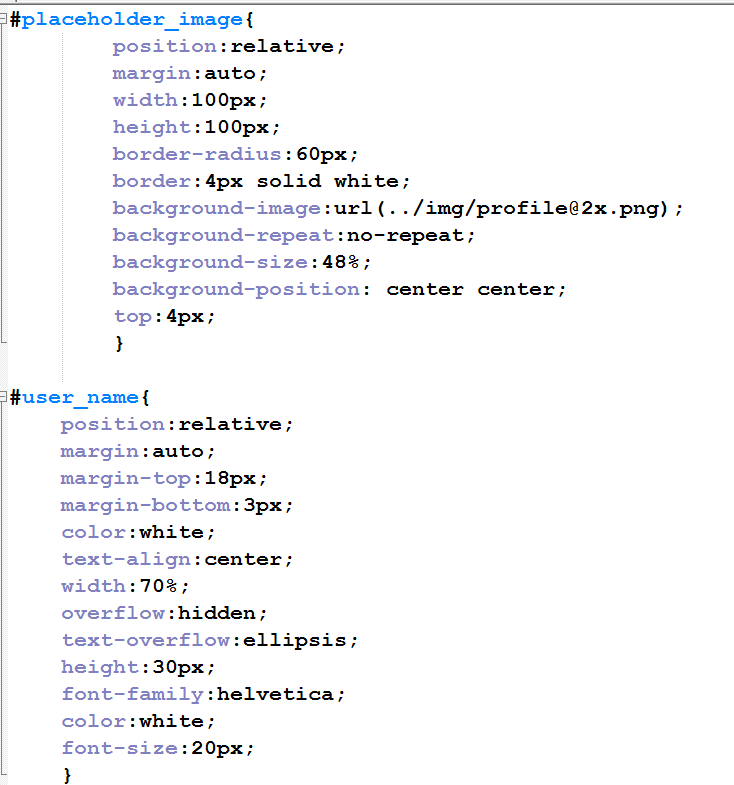 #placeholder_image{
position:relative;
margin:auto;
width:100px;
height:100px;
border-radius:60px;
border:4px solid white;
background-image:url(../img/profile@2x.png);
background-repeat:no-repeat;
background-size:48%;
background-position: center center;
top:4px;
}
#user_name{
position:relative;
margin:auto;
margin-top:18px;
margin-bottom:3px;
color:white;
text-align:center;
width:70%;
overflow:hidden;
text-overflow:ellipsis;
height:30px;
font-family:helvetica;
color:white;
font-size:20px;
}